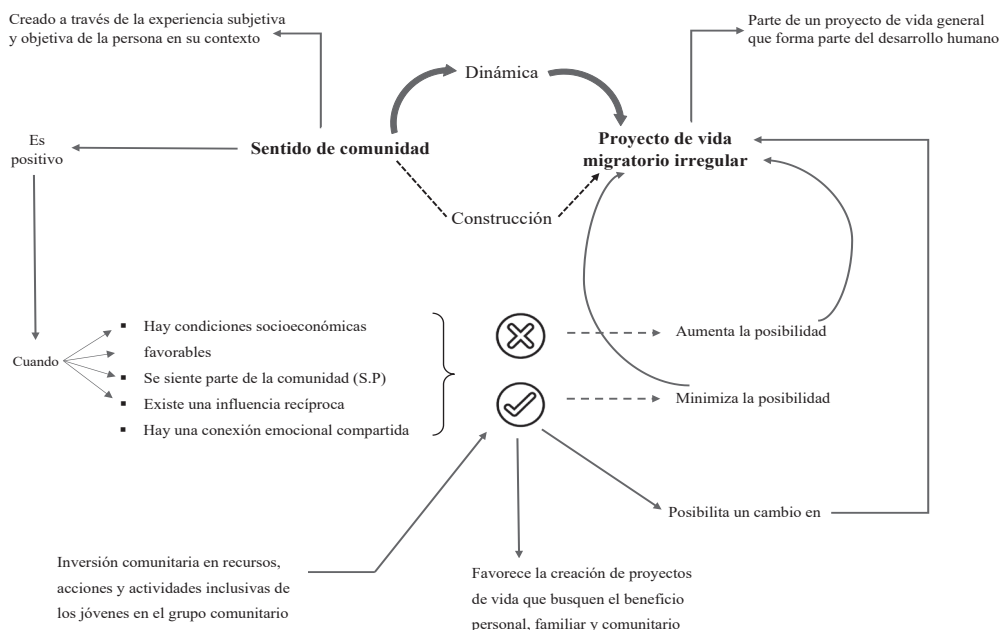 Creado a través de la experiencia subjetiva
y objetiva de la persona en su contexto
Parte de un proyecto de vida general
que forma parte del desarrollo humano
Dinámica
Es
positivo
Sentido de comunidad
Proyecto de vida
migratorio irregular
Construcción
Cuando
▪ Hay condiciones socioeconómicas
▪ favorables
▪ Se siente parte de la comunidad (S.P)
▪ Existe una influencia recíproca
▪ Hay una conexión emocional compartida
Aumenta la posibilidad
Minimiza la posibilidad
Posibilita un cambio en
Inversión comunitaria en recursos,
acciones y actividades inclusivas de
los jóvenes en el grupo comunitario
Favorece la creación de proyectos
de vida que busquen el beneficio
personal, familiar y comunitario